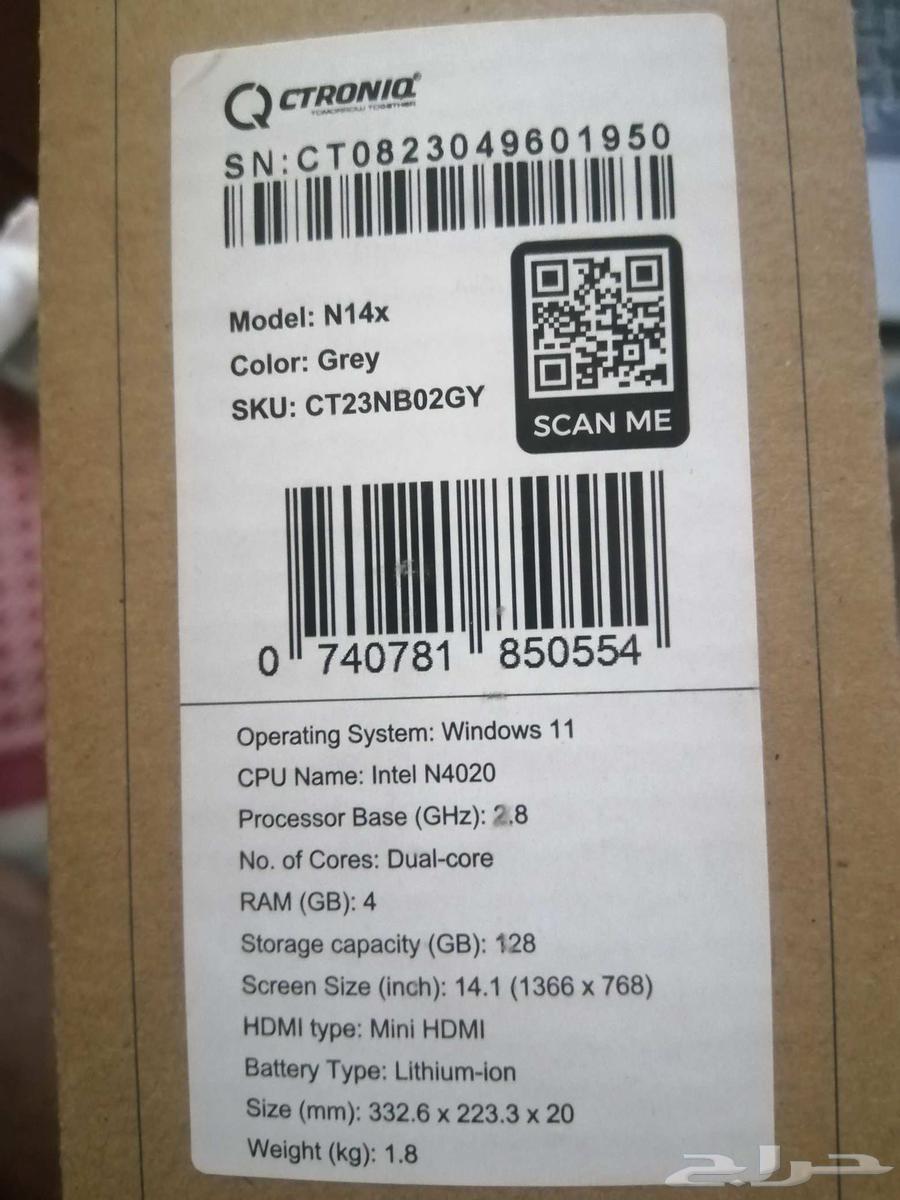 CTRONIQ®
TOMORROW TOGETHER
SN:CT0823049601950
Model: N14x
Color: Grey
SKU: CT23NB02GY
SCAN ME
0 740781 850554
Operating System: Windows 11
CPU Name: Intel N4020
Processor Base (GHz): 2.8
No. of Cores: Dual-core
RAM (GB): 4
Storage capacity (GB): 128
Screen Size (inch): 14.1 (1366 x 768)
HDMI type: Mini HDMI
Battery Type: Lithium-ion
Size (mm): 332.6 x 223.3 x 20
Weight (kg): 1.8
حراج